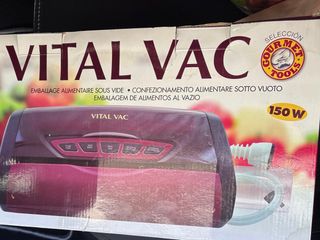 VITAL VAC
SELECCIÓN
GOURMET
TOOLS
EMBALLAGE ALIMENTAIRE SOUS VIDE • CONFEZIONAMENTO ALIMENTARE SOTTO VUOTO
EMBALAGEM DE ALIMENTOS AL VAZIO
150 W
VITAL VAC